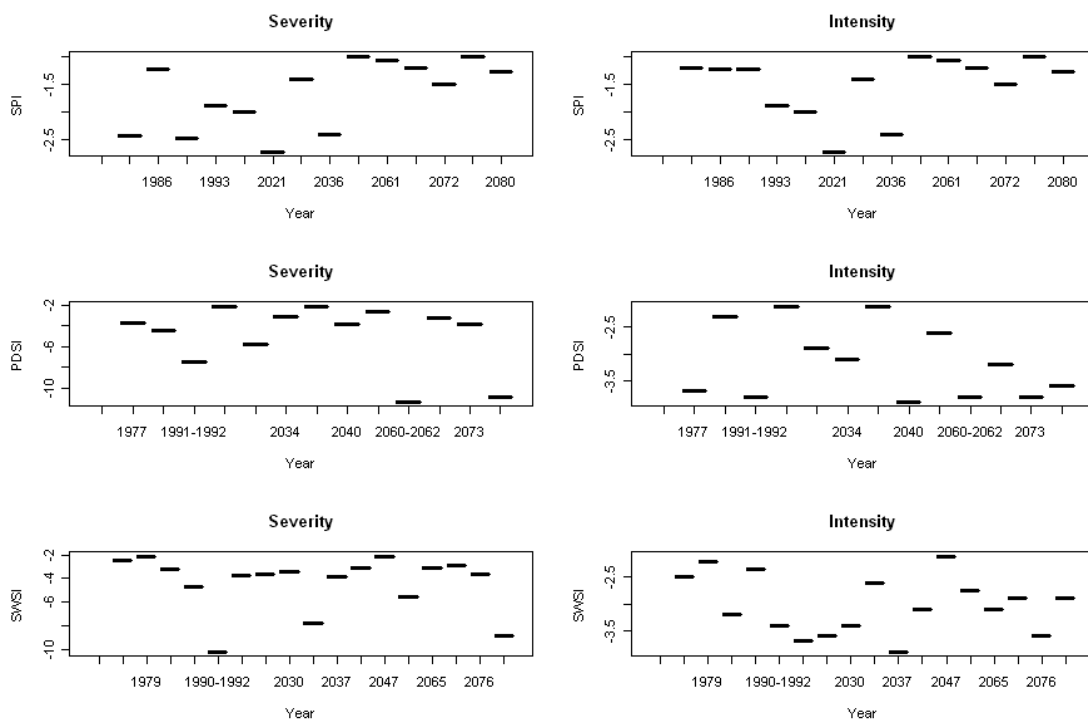 Severity
SPI
-1.5
-2.5
1986 1993 2021 2036 2061 2072 2080
Year
Intensity
SPI
-1.5
-2.5
1986 1993 2021 2036 2061 2072 2080
Year
Severity
PDSI
-2
-6
-10
1977 1991-1992 2034 2040 2060-2062 2073
Year
Intensity
PDSI
-2.5
-3.5
1977 1991-1992 2034 2040 2060-2062 2073
Year
Severity
SWSI
-2
-4
-6
-10
1979 1990-1992 2030 2037 2047 2065 2076
Year
Intensity
SWSI
-2.5
-3.5
1979 1990-1992 2030 2037 2047 2065 2076
Year